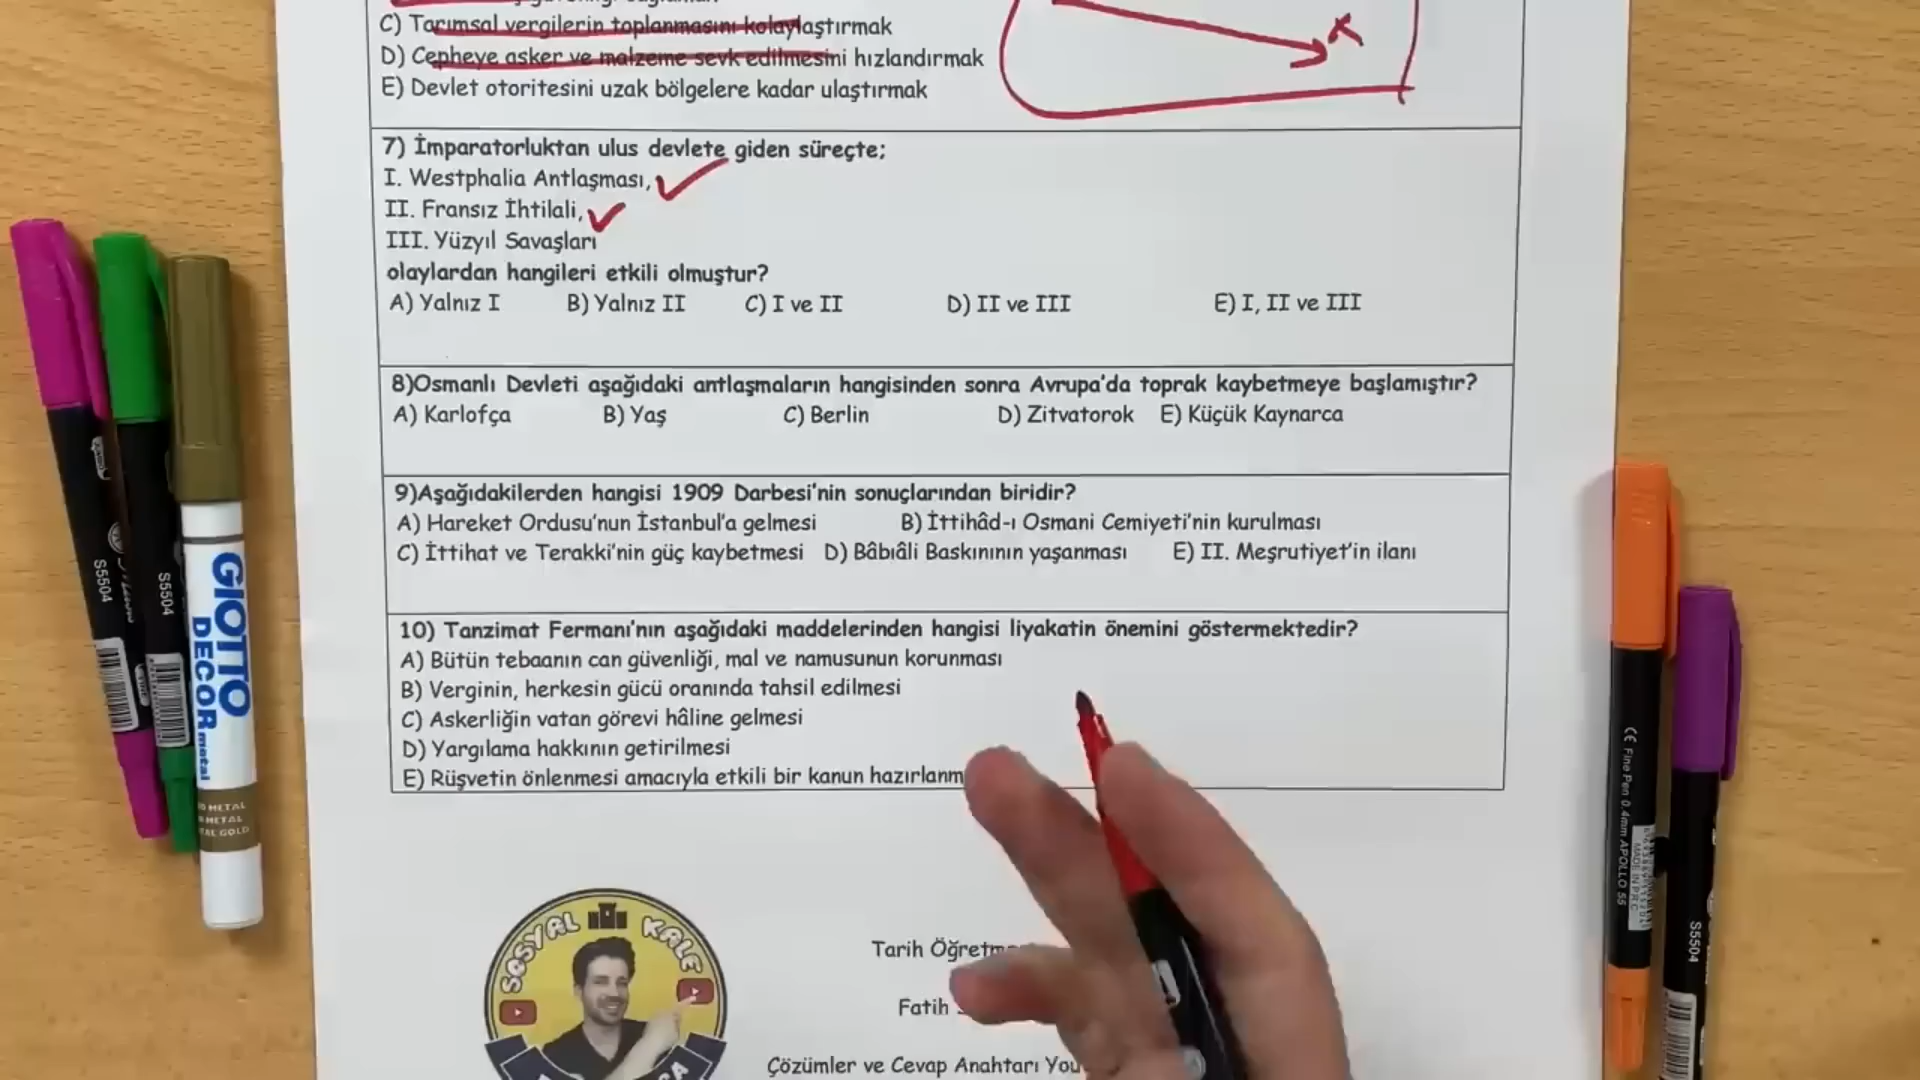 C) Tarımsal vergilerin toplanmasını kolaylaştırmak
D) Cepheye asker ve malzeme sevk edilmesini hızlandırmak
E) Devlet otoritesini uzak bölgelere kadar ulaştırmak
7) İmparatorluktan ulus devlete giden süreçte;
I. Westphalia Antlaşması,
II. Fransız İhtilali,
III. Yüzyıl Savaşları
olaylardan hangileri etkili olmuştur?
A) Yalnız I B) Yalnız II C) I ve II D) II ve III E) I, II ve III
8)Osmanlı Devleti aşağıdaki antlaşmaların hangisinden sonra Avrupa'da toprak kaybetmeye başlamıştır?
A) Karlofça B) Yaş C) Berlin D) Zitvatorok E) Küçük Kaynarca
9)Aşağıdakilerden hangisi 1909 Darbesi'nin sonuçlarından biridir?
A) Hareket Ordusu'nun İstanbul'a gelmesi B) İttihâd-ı Osmani Cemiyeti'nin kurulması
C) İttihat ve Terakki'nin güç kaybetmesi D) Bâbıâli Baskınının yaşanması E) II. Meşrutiyet'in ilanı
10) Tanzimat Fermanı'nın aşağıdaki maddelerinden hangisi liyakatin önemini göstermektedir?
A) Bütün tebaanın can güvenliği, mal ve namusunun korunması
B) Verginin, herkesin gücü oranında tahsil edilmesi
C) Askerliğin vatan görevi hâline gelmesi
D) Yargılama hakkının getirilmesi
E) Rüşvetin önlenmesi amacıyla etkili bir kanun
Tarih
Fatih
Çözümler ve Cevap Anahtarı
SOSYAL KALE
S5504
S5504
GIOTTO
DECOR metal
Fine Pen 0.4mm APOLLO 55
S5504